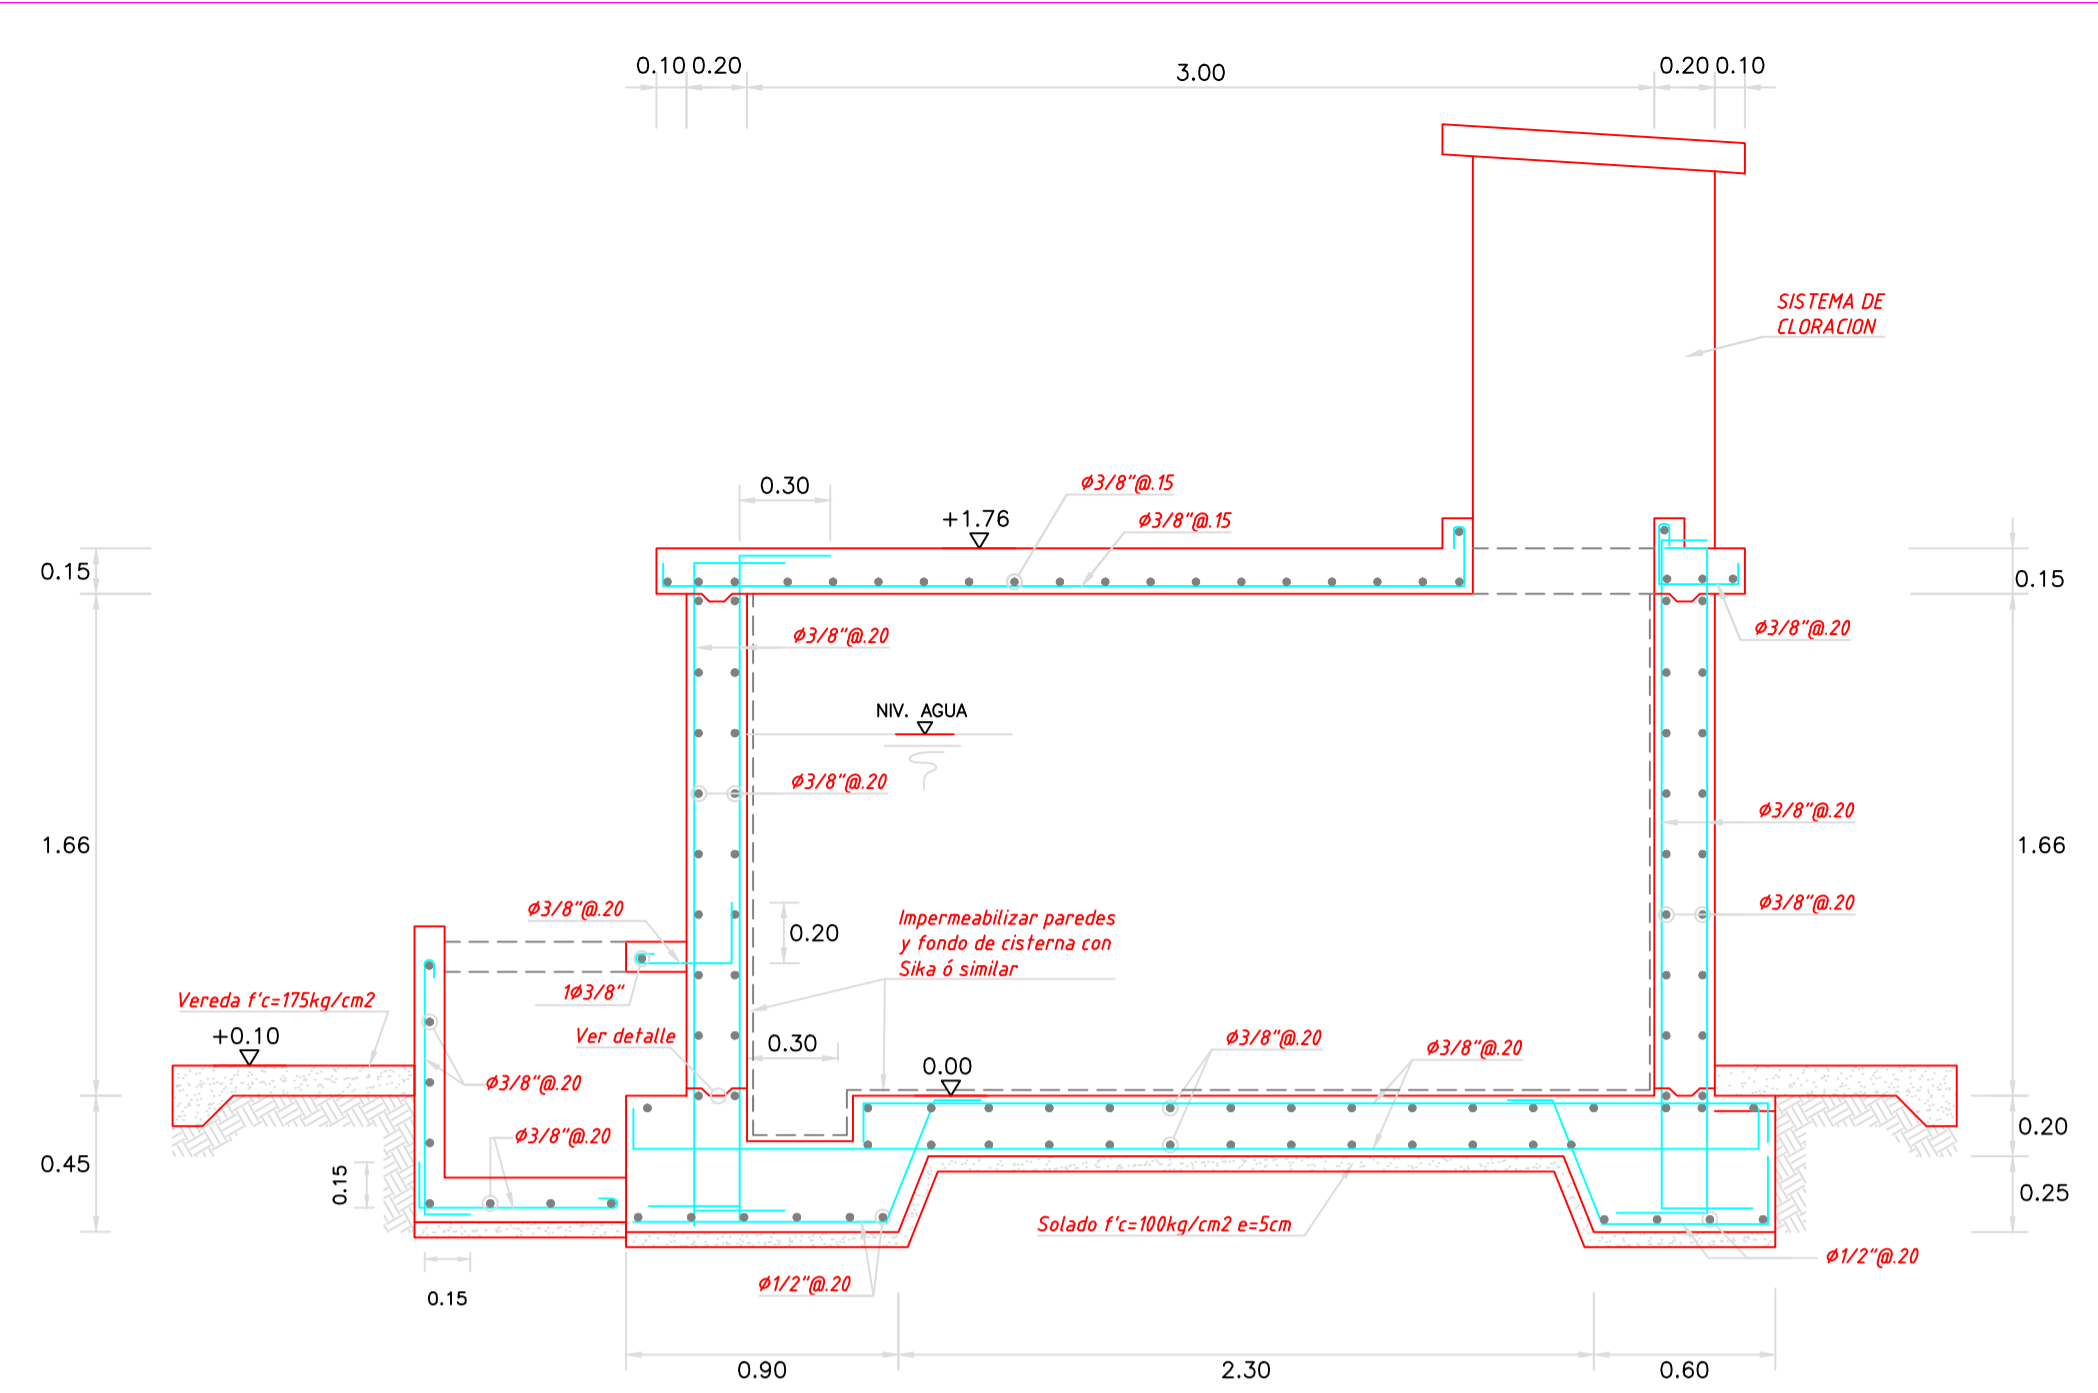 0.10 0.20 3.00 0.20 0.10
SISTEMA DE
CLORACION
0.30
Ø3/8"@.15
+1.76
Ø3/8"@.15
0.15
0.15
Ø3/8"@.20
Ø3/8"@.20
NIV. AGUA
Ø3/8"@.20
Ø3/8"@.20
1.66
1.66
Ø3/8"@.20
Ø3/8"@.20
0.20
Impermeabilizar paredes
y fondo de cisterna con
Sika ó similar
1Ø3/8"
Vereda f'c=175kg/cm2
+0.10
Ver detalle
0.30
Ø3/8"@.20
Ø3/8"@.20
0.00
Ø3/8"@.20
Ø3/8"@.20
0.20
0.45
0.15
0.25
Solado f'c=100kg/cm2 e=5cm
Ø1/2"@.20
Ø1/2"@.20
0.15
0.90 2.30 0.60